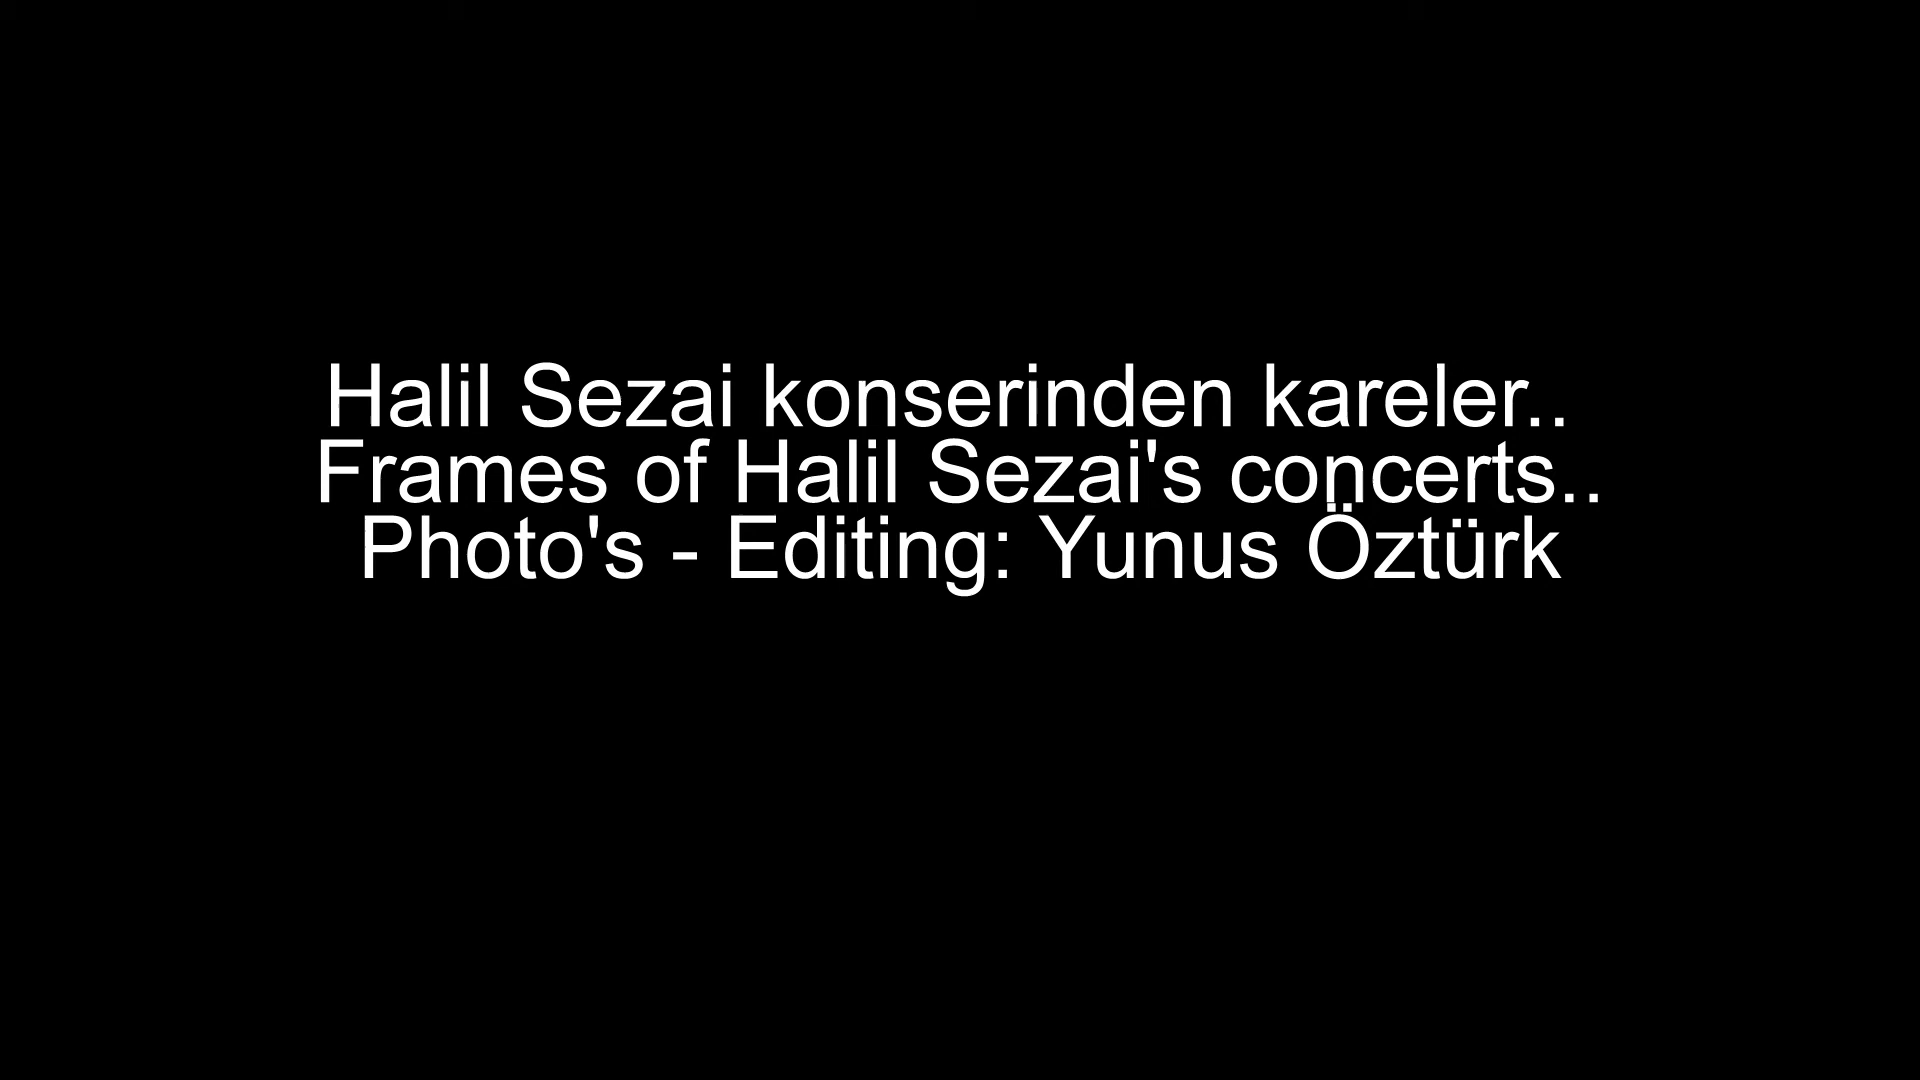 Halil Sezai konserinden kareler..
Frames of Halil Sezai's concerts..
Photo's - Editing: Yunus Öztürk